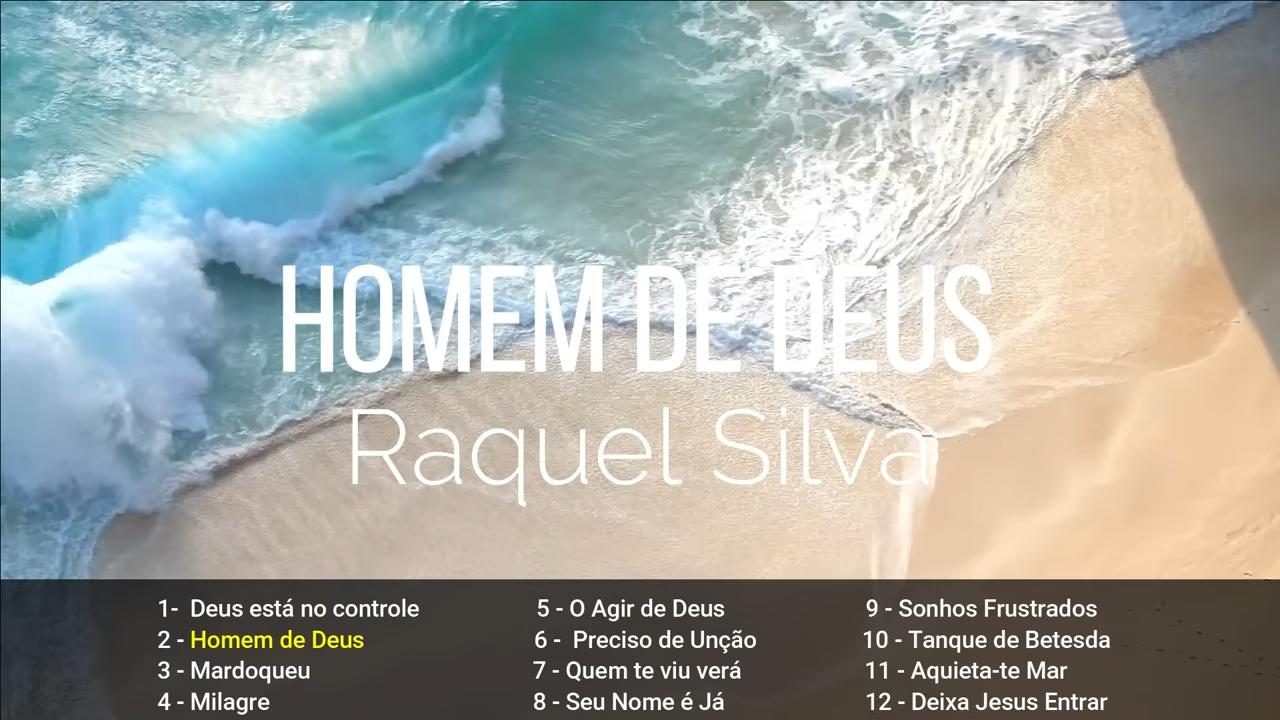 HOMEM DE DEUS
Raquel Silva
1-  Deus está no controle
2 - Homem de Deus
3 - Mardoqueu
4 - Milagre
5 - O Agir de Deus
6 -  Preciso de Unção
7 - Quem te viu verá
8 - Seu Nome é Já
9 - Sonhos Frustrados
10 - Tanque de Betesda
11 - Aquieta-te Mar
12 - Deixa Jesus Entrar